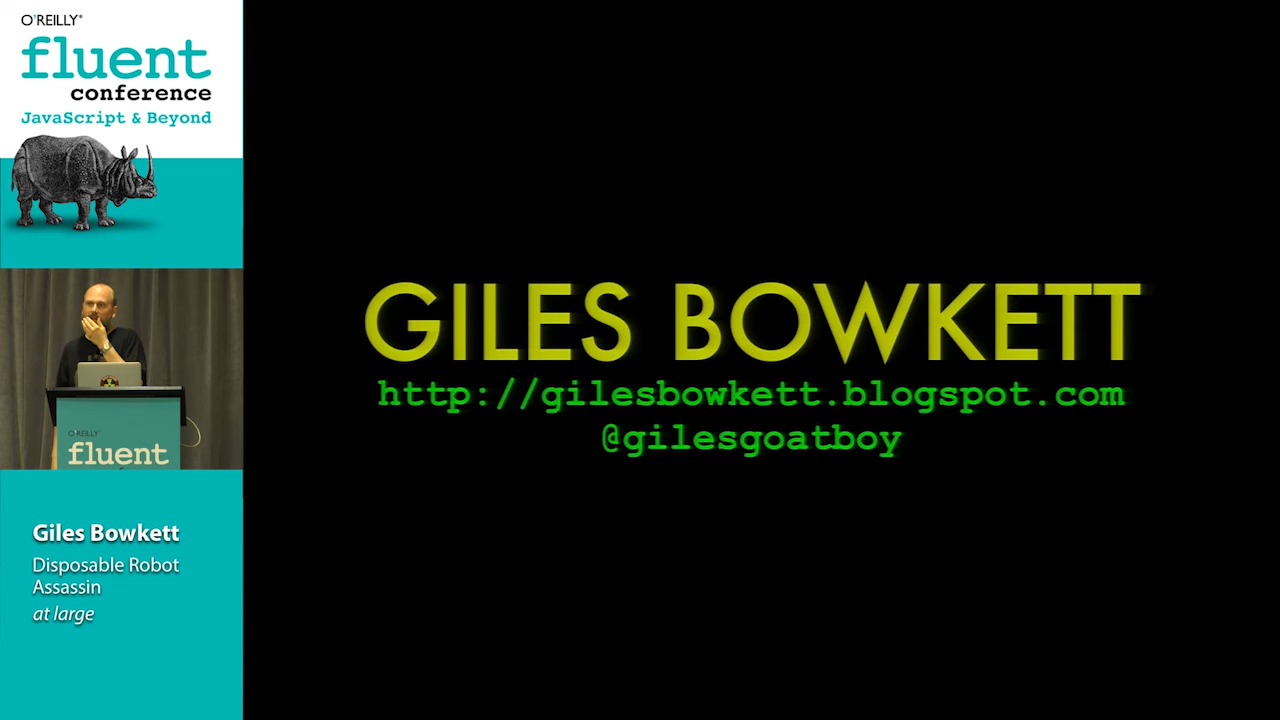 O'REILLY®
fluent
conference
JavaScript & Beyond
O'REILLY
fluent
Giles Bowkett
Disposable Robot
Assassin
at large
GILES BOWKETT
http://gilesbowkett.blogspot.com
@gilesgoatboy